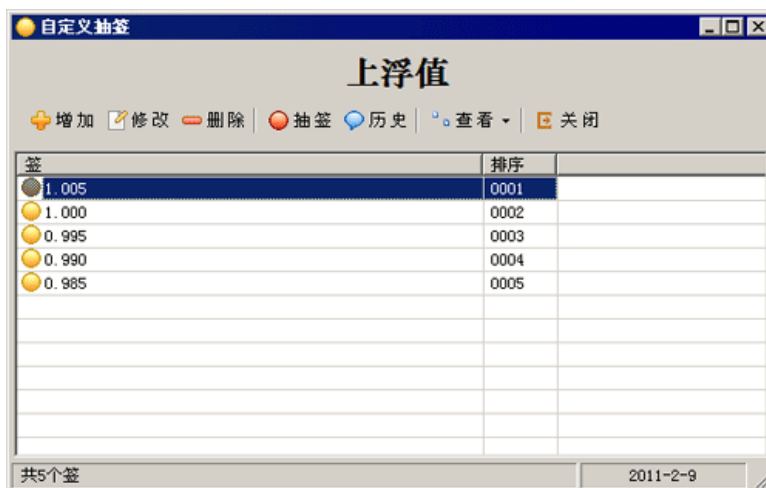 自定义抽签
上浮值
增加 修改 删除 抽签 历史 查看 关闭
签 排序
1.005 0001
1.000 0002
0.995 0003
0.990 0004
0.985 0005
共5个签 2011-2-9